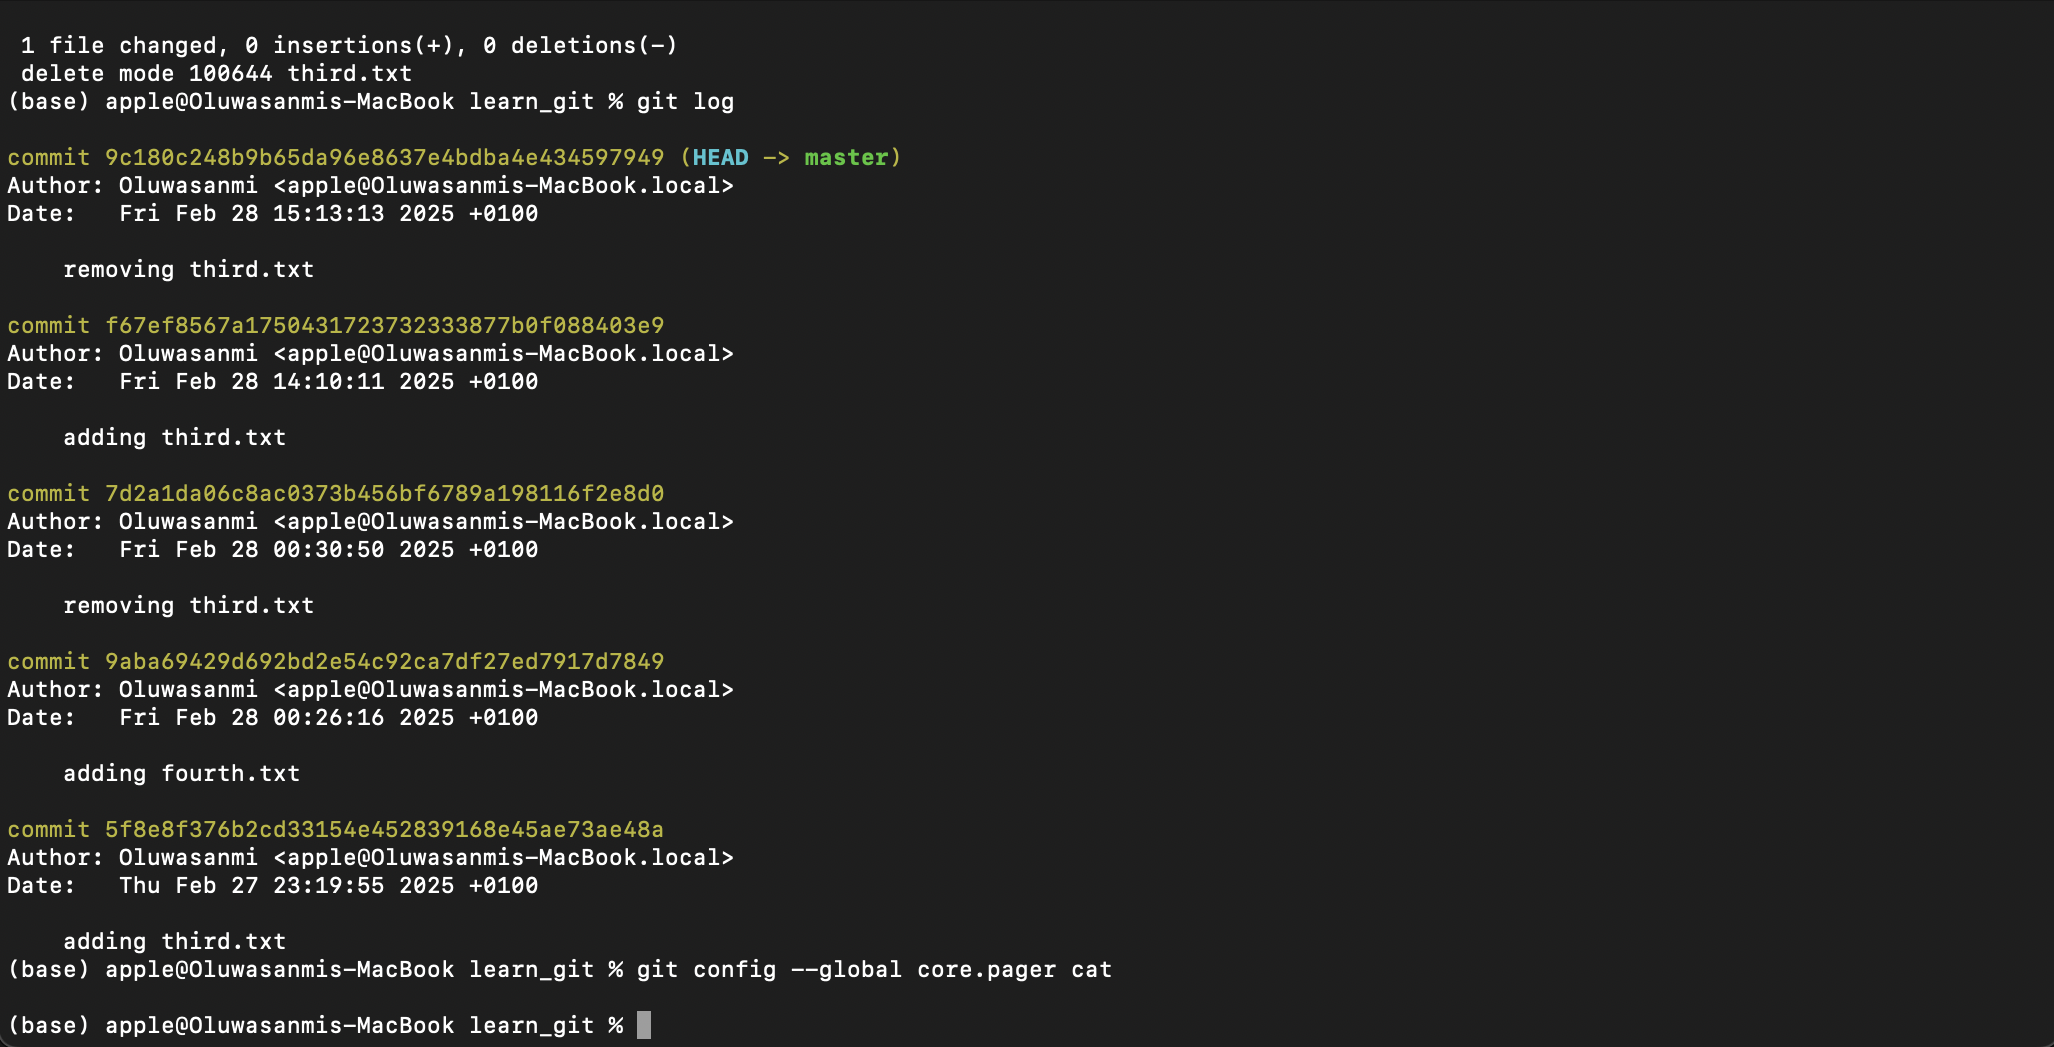 1 file changed, 0 insertions(+), 0 deletions(-)
delete mode 100644 third.txt
(base) apple@Oluwasanmis-MacBook learn_git % git log
commit 9c180c248b9b65da96e8637e4bdba4e434597949 (HEAD -> master)
Author: Oluwasanmi <apple@Oluwasanmis-MacBook.local>
Date:   Fri Feb 28 15:13:13 2025 +0100
removing third.txt
commit f67ef8567a1750431723732333877b0f088403e9
Author: Oluwasanmi <apple@Oluwasanmis-MacBook.local>
Date:   Fri Feb 28 14:10:11 2025 +0100
adding third.txt
commit 7d2a1da06c8ac0373b456bf6789a198116f2e8d0
Author: Oluwasanmi <apple@Oluwasanmis-MacBook.local>
Date:   Fri Feb 28 00:30:50 2025 +0100
removing third.txt
commit 9aba69429d692bd2e54c92ca7df27ed7917d7849
Author: Oluwasanmi <apple@Oluwasanmis-MacBook.local>
Date:   Fri Feb 28 00:26:16 2025 +0100
adding fourth.txt
commit 5f8e8f376b2cd33154e452839168e45ae73ae48a
Author: Oluwasanmi <apple@Oluwasanmis-MacBook.local>
Date:   Thu Feb 27 23:19:55 2025 +0100
adding third.txt
(base) apple@Oluwasanmis-MacBook learn_git % git config --global core.pager cat
(base) apple@Oluwasanmis-MacBook learn_git %